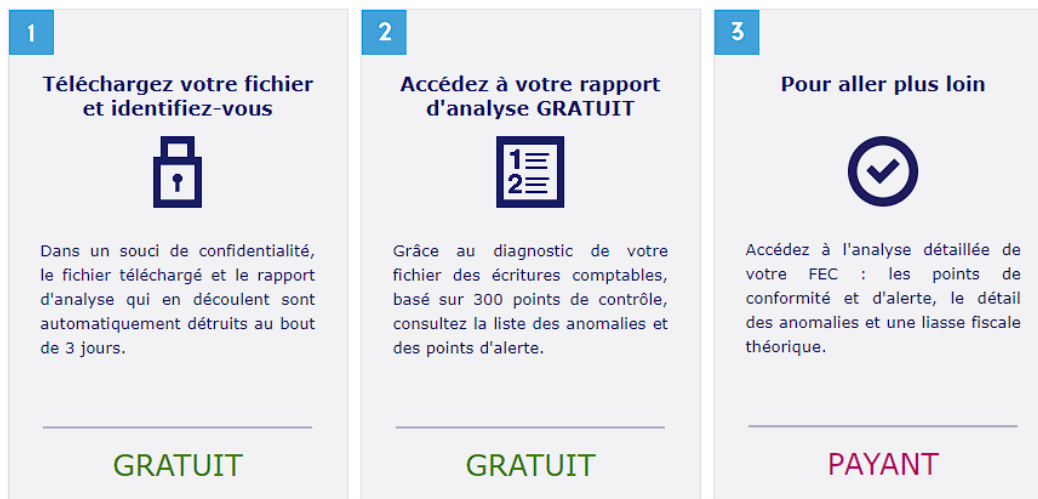 1
Téléchargez votre fichier
et identifiez-vous
Dans un souci de confidentialité,
le fichier téléchargé et le rapport
d'analyse qui en découlent sont
automatiquement détruits au bout
de 3 jours.
GRATUIT
2
Accédez à votre rapport
d'analyse GRATUIT
1
2
Grâce au diagnostic de votre
fichier des écritures comptables,
basé sur 300 points de contrôle,
consultez la liste des anomalies et
des points d'alerte.
GRATUIT
3
Pour aller plus loin
Accédez à l'analyse détaillée de
votre FEC : les points de
conformité et d'alerte, le détail
des anomalies et une liasse fiscale
théorique.
PAYANT